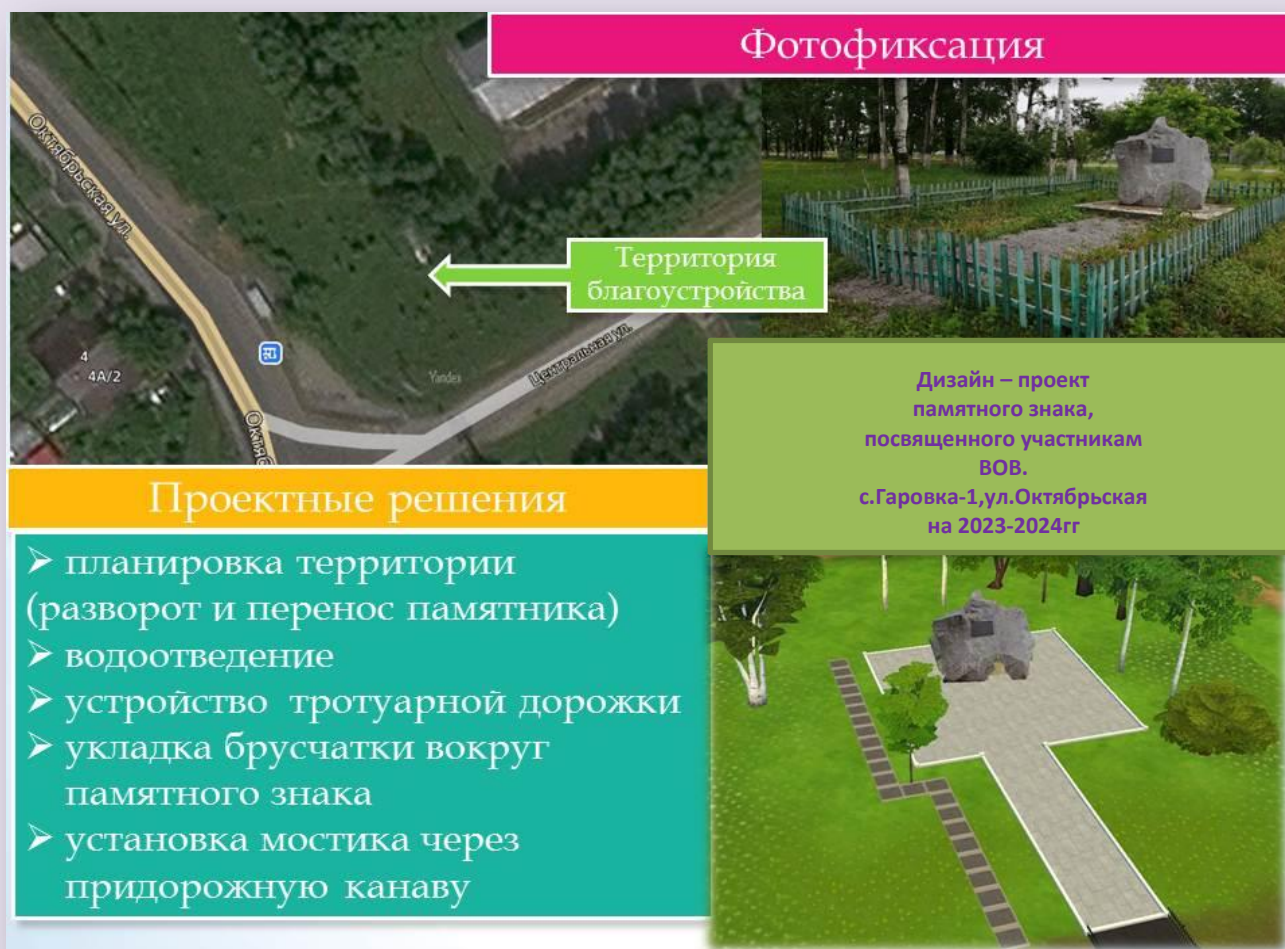 Фотофиксация
Октябрьская ул.
Территория
благоустройства
4
4А/2
Yandex
Центральная ул.
Октя
Дизайн – проект
памятного знака,
посвященного участникам
ВОВ.
с.Гаровка-1,ул.Октябрьская
на 2023-2024гг
Проектные решения
➢ планировка территории
(разворот и перенос памятника)
➢ водоотведение
➢ устройство тротуарной дорожки
➢ укладка брусчатки вокруг
памятного знака
➢ установка мостика через
придорожную канаву